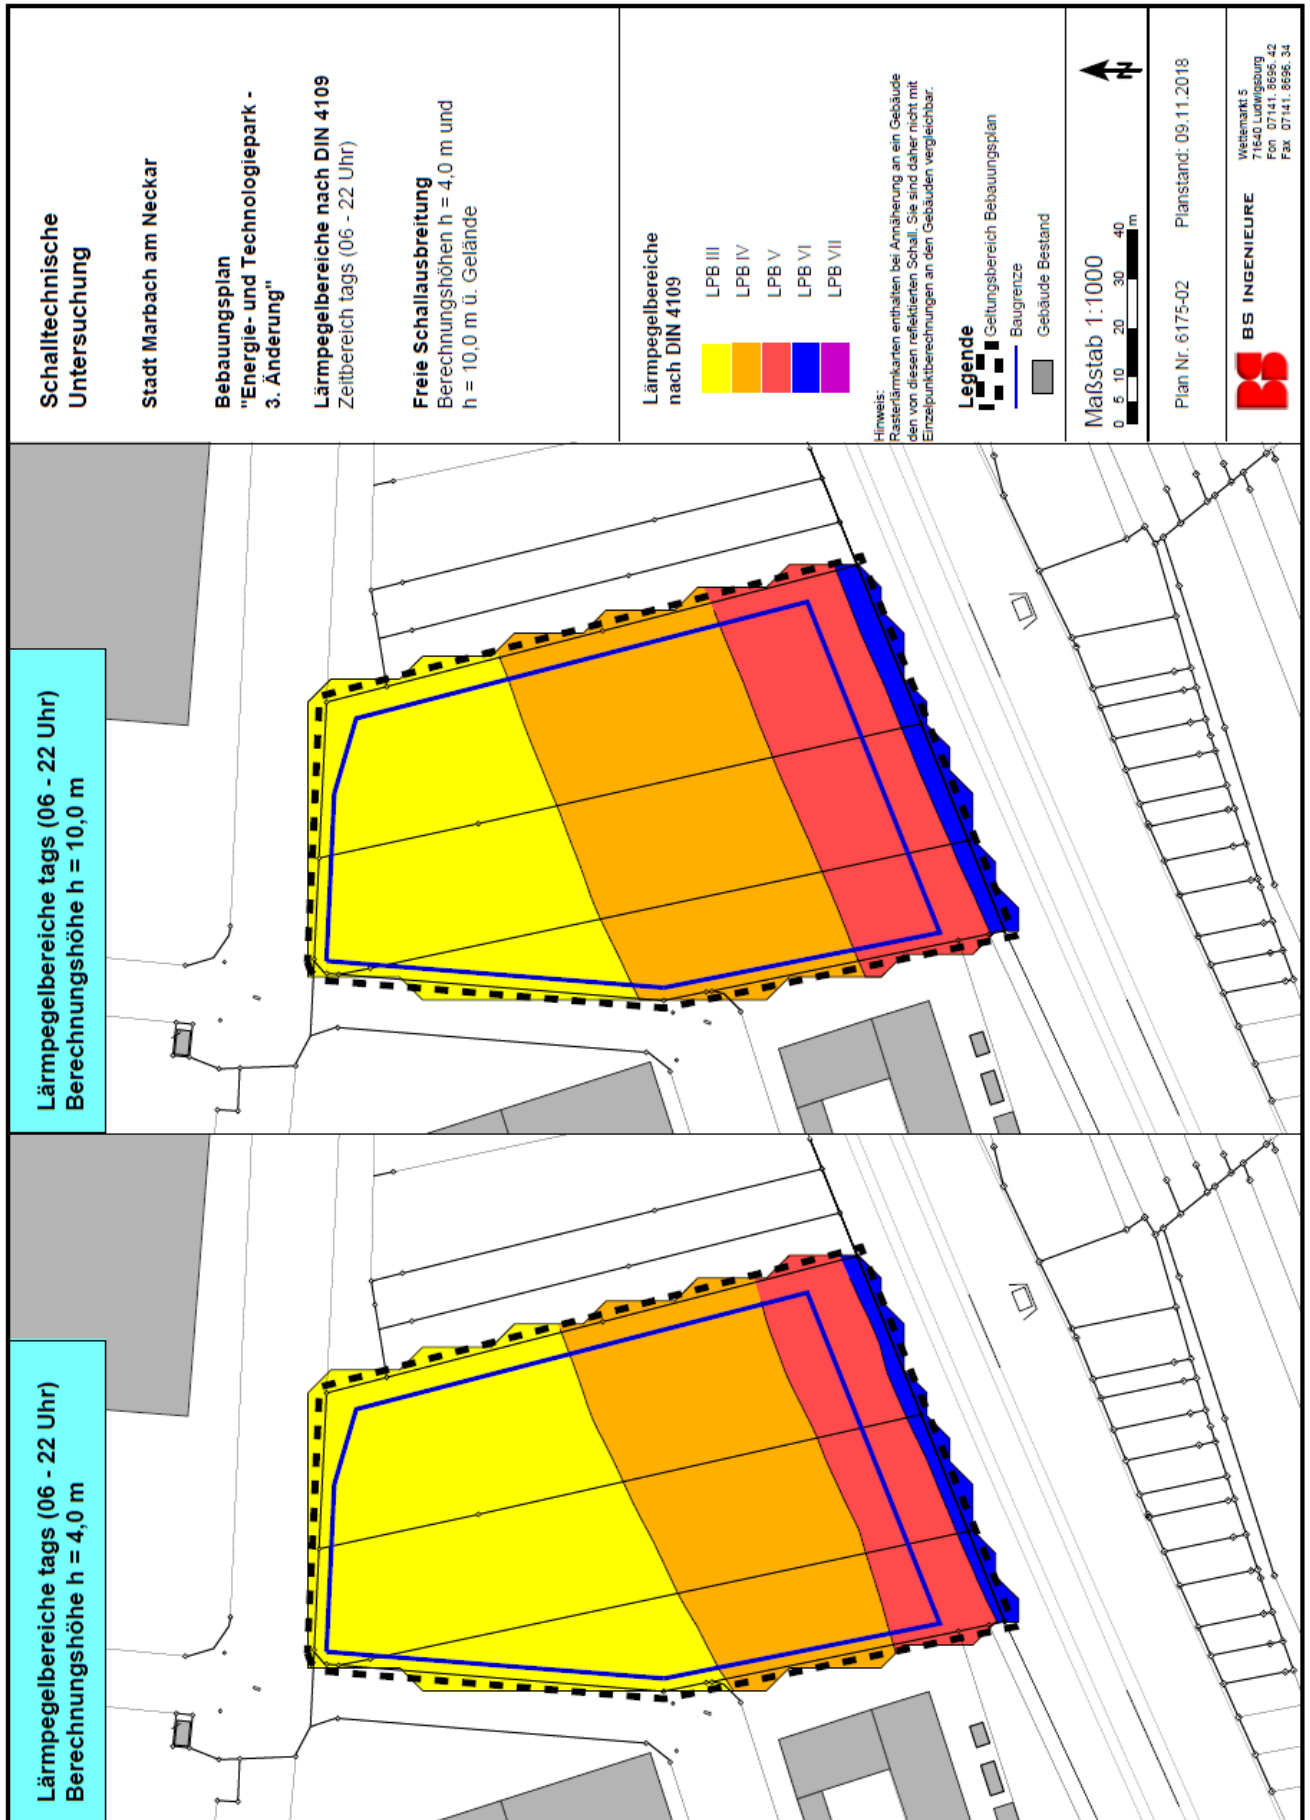 Lärmpegelbereiche tags (06 - 22 Uhr)
Berechnungshöhe h = 4,0 m
Lärmpegelbereiche tags (06 - 22 Uhr)
Berechnungshöhe h = 10,0 m
Schalltechnische
Untersuchung
Stadt Marbach am Neckar
Bebauungsplan
"Energie- und Technologiepark -
3. Änderung"
Lärmpegelbereiche nach DIN 4109
Zeitbereich tags (06 - 22 Uhr)
Freie Schallausbreitung
Berechnungshöhen h = 4,0 m und
h = 10,0 m ü. Gelände
Lärmpegelbereiche
nach DIN 4109
LPB III
LPB IV
LPB V
LPB VI
LPB VII
Hinweis:
Rasterlärmkarten enthalten bei Annäherung an ein Gebäude
den von diesen reflektierten Schall. Sie sind daher nicht mit
Einzelpunktberechnungen an den Gebäuden vergleichbar.
Legende
Geltungsbereich Bebauungsplan
Baugrenze
Gebäude Bestand
Maßstab 1:1000
0 5 10 20 30 40
m
N
Plan Nr. 6175-02 Planstand: 09.11.2018
BS BS INGENIEURE
Wettemarkt 5
71640 Ludwigsburg
Fon 07141. 8696. 42
Fax 07141. 8696. 34